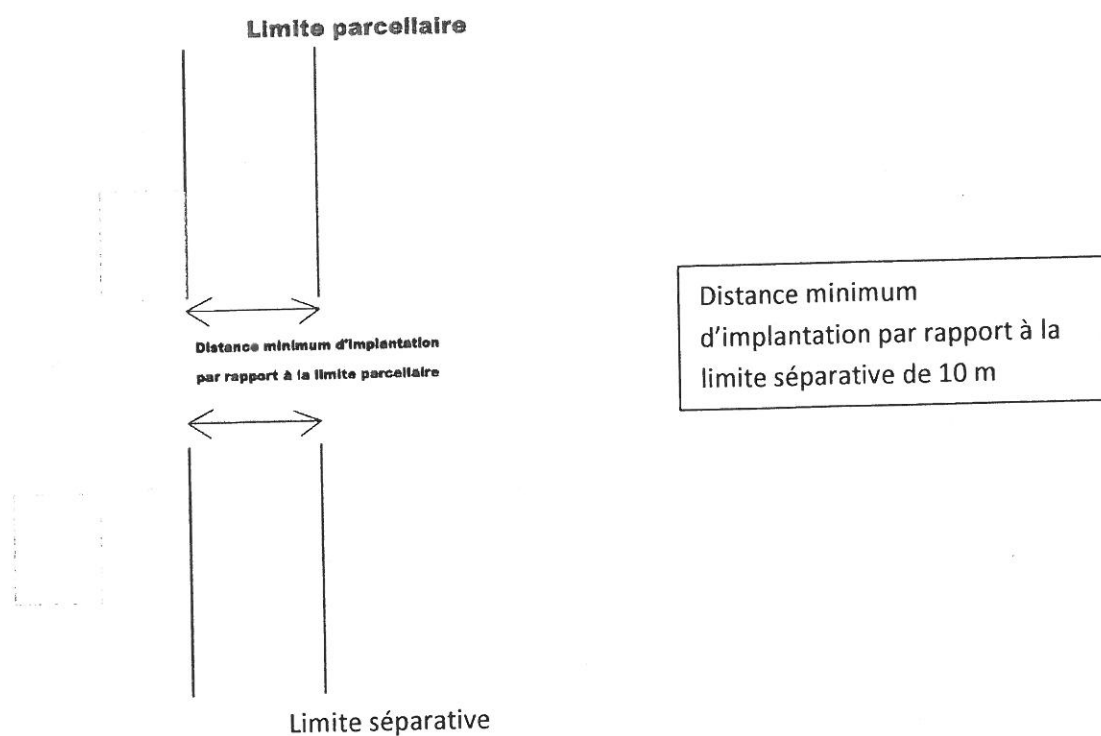 Limite parcellaire
Distance minimum d'implantation
par rapport à la limite parcellaire
Distance minimum
d'implantation par rapport à la
limite séparative de 10 m
Limite séparative